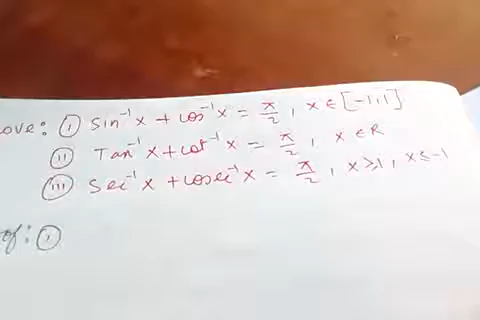 ove: (i) Sin⁻¹x + cos⁻¹x = π/2, x ∈ [-1,1]
(ii) Tan⁻¹x + cot⁻¹x = π/2, x ∈ R
(iii) Sec⁻¹x + cosec⁻¹x = π/2, x ≥ 1, x ≤ -1
of: (i)